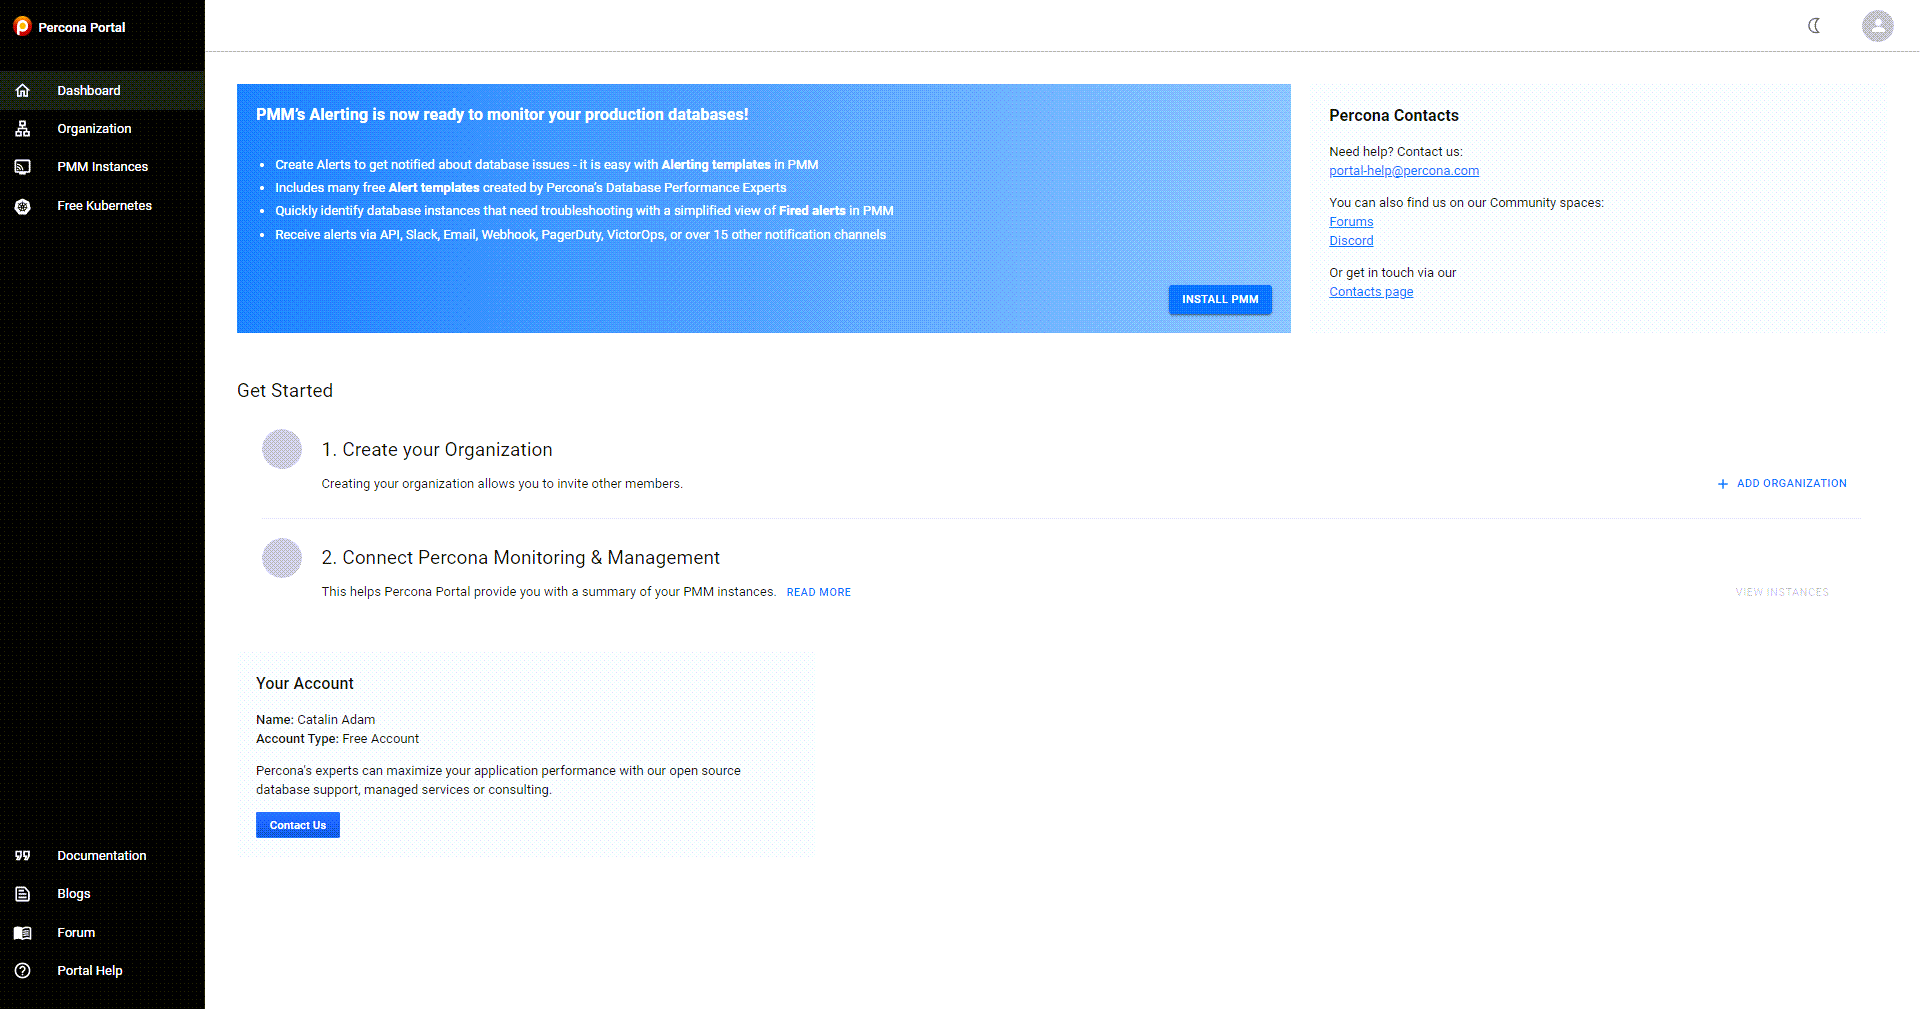 Percona Portal
Dashboard
Organization
PMM Instances
Free Kubernetes
Documentation
Blogs
Forum
Portal Help
PMM's Alerting is now ready to monitor your production databases!
Create Alerts to get notified about database issues - it is easy with Alerting templates in PMM
Includes many free Alert templates created by Percona's Database Performance Experts
Quickly identify database instances that need troubleshooting with a simplified view of Fired alerts in PMM
Receive alerts via API, Slack, Email, Webhook, PagerDuty, VictorOps, or over 15 other notification channels
INSTALL PMM
Percona Contacts
Need help? Contact us:
portal-help@percona.com
You can also find us on our Community spaces:
Forums
Discord
Or get in touch via our
Contacts page
Get Started
1. Create your Organization
Creating your organization allows you to invite other members.
+ ADD ORGANIZATION
2. Connect Percona Monitoring & Management
This helps Percona Portal provide you with a summary of your PMM instances. READ MORE
VIEW INSTANCES
Your Account
Name: Catalin Adam
Account Type: Free Account
Percona's experts can maximize your application performance with our open source
database support, managed services or consulting.
Contact Us